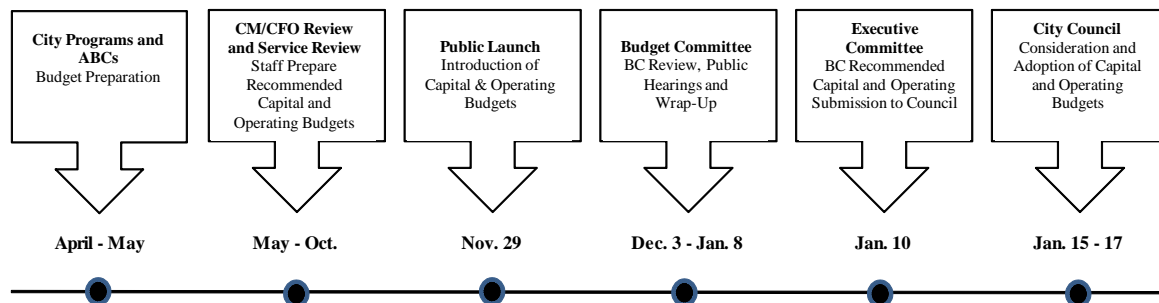 City Programs and
ABCs
Budget Preparation
CM/CFO Review
and Service Review
Staff Prepare
Recommended
Capital and
Operating Budgets
Public Launch
Introduction of
Capital & Operating
Budgets
Budget Committee
BC Review, Public
Hearings and
Wrap-Up
Executive
Committee
BC Recommended
Capital and Operating
Submission to Council
City Council
Consideration and
Adoption of Capital
and Operating
Budgets
April - May
May - Oct.
Nov. 29
Dec. 3 - Jan. 8
Jan. 10
Jan. 15 - 17